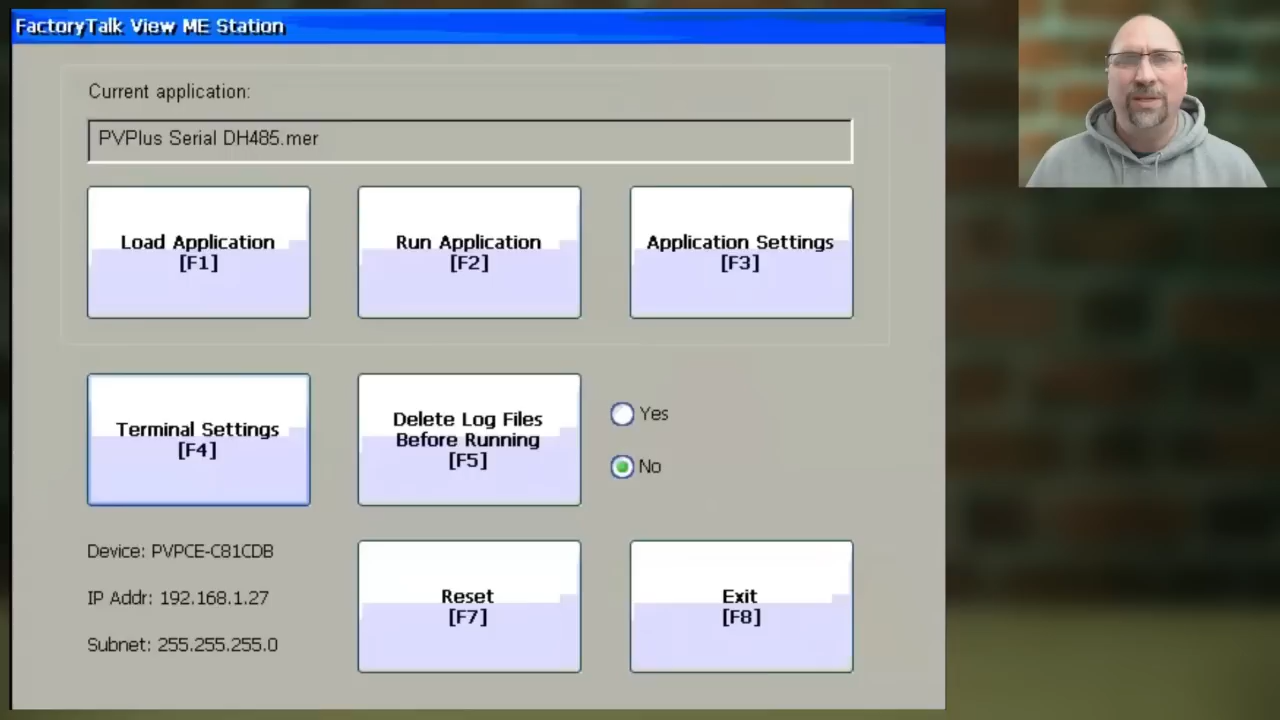 FactoryTalk View ME Station
Current application:
PVPlus Serial DH485.mer
Load Application
[F1]
Run Application
[F2]
Application Settings
[F3]
Terminal Settings
[F4]
Delete Log Files
Before Running
[F5]
Yes
No
Device: PVPCE-C81CDB
IP Addr: 192.168.1.27
Subnet: 255.255.255.0
Reset
[F7]
Exit
[F8]